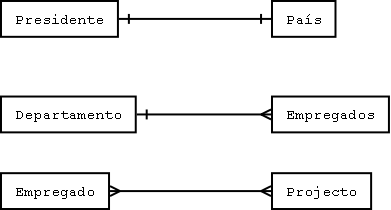 Presidente País
Departamento Empregados
Empregado Projecto